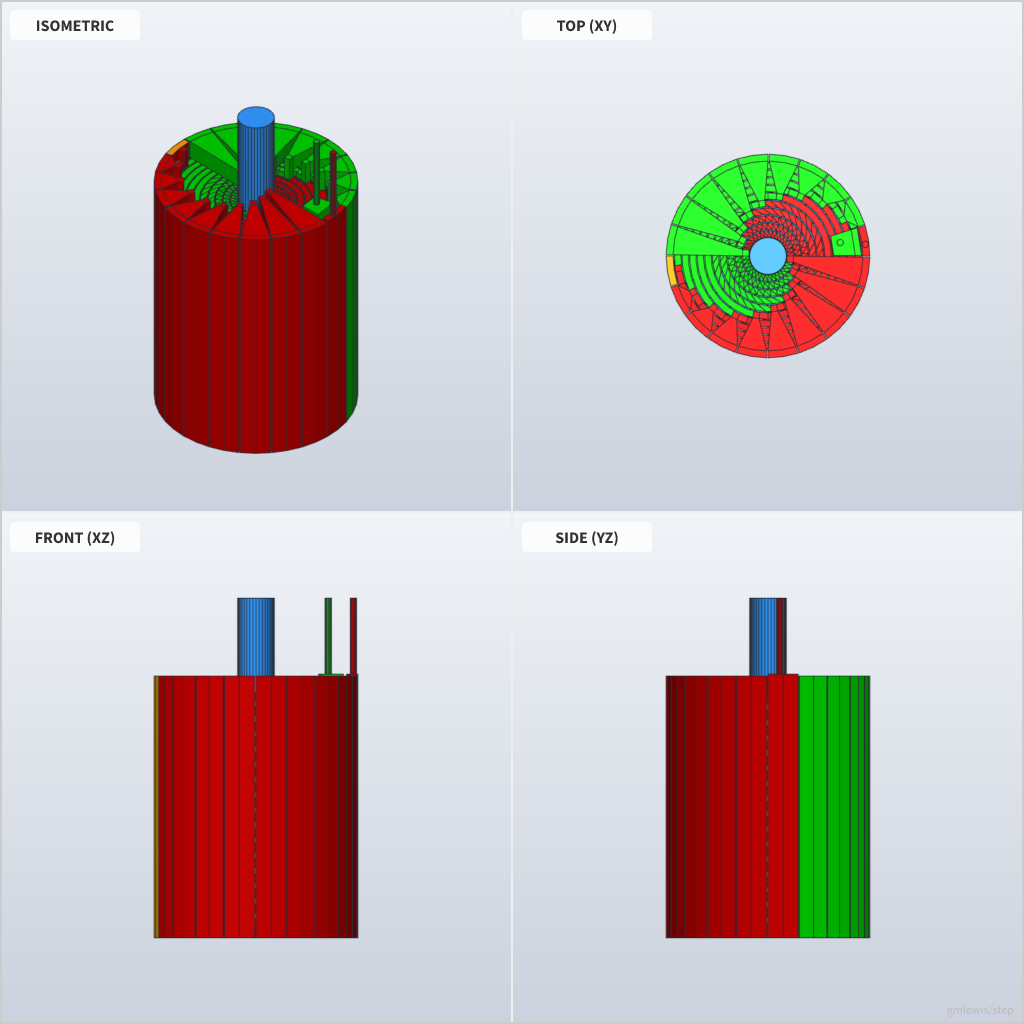 ISOMETRIC
TOP (XY)
FRONT (XZ)
SIDE (YZ)
gmlewis/step